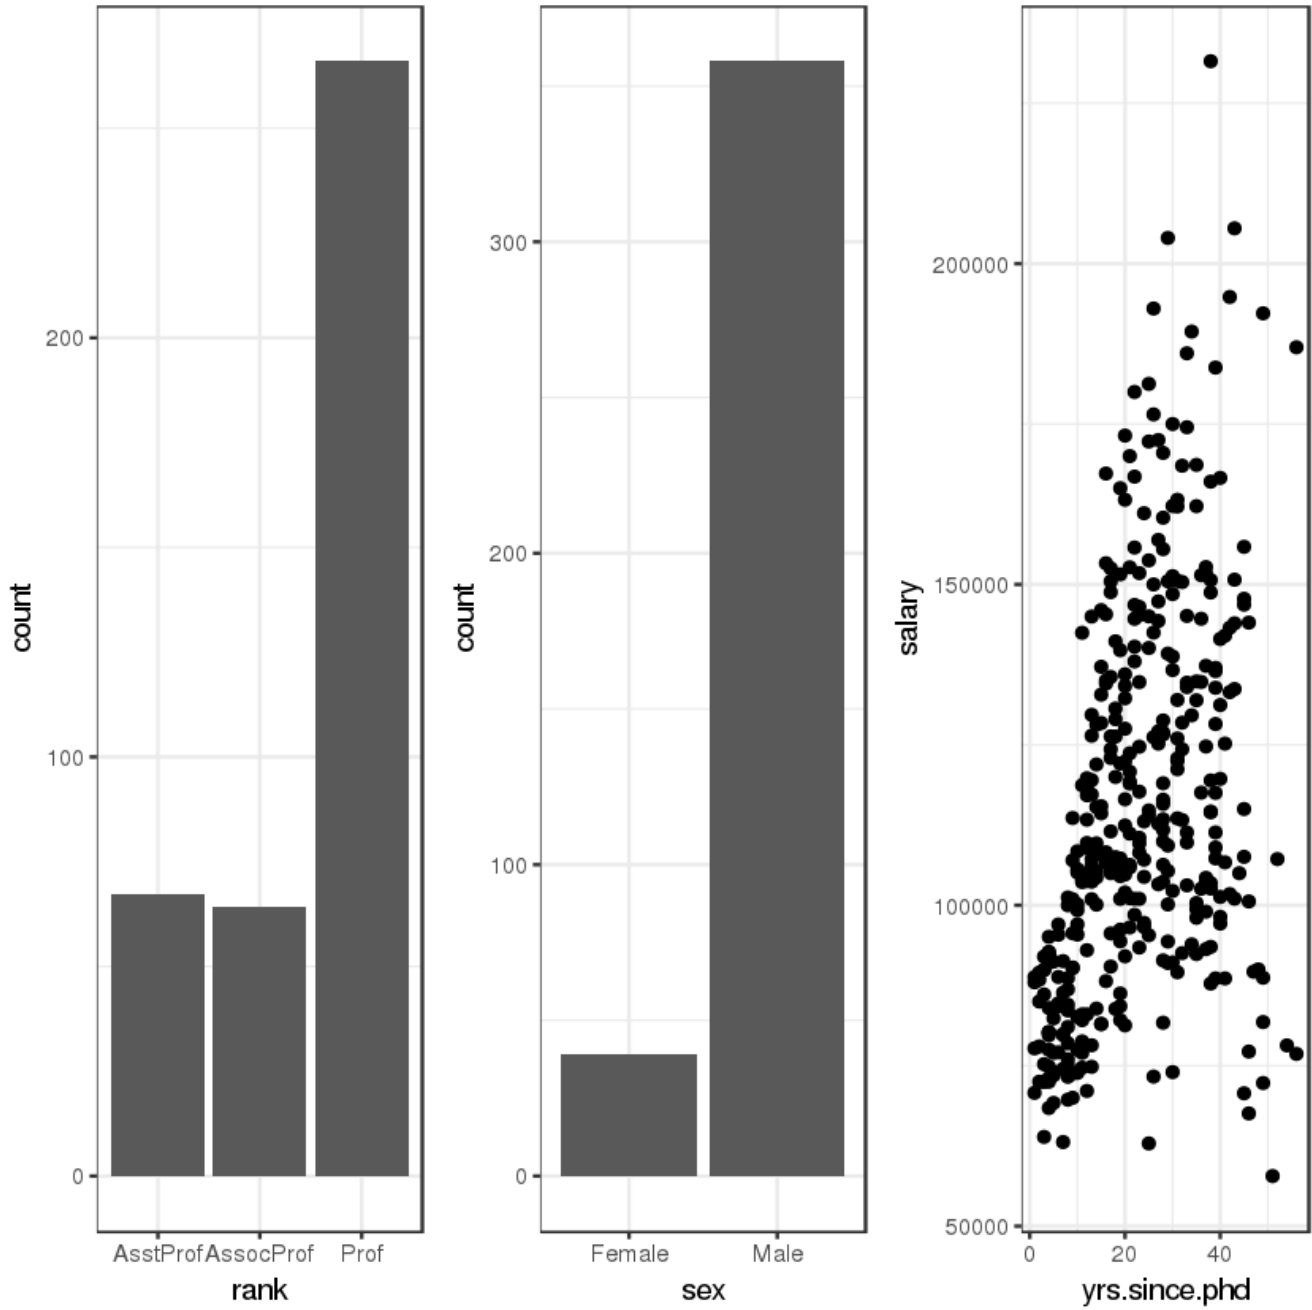 count
200
100
0
AsstProf AssocProf Prof
rank
count
300
200
100
0
Female Male
sex
salary
200000
150000
100000
50000
0 20 40
yrs.since.phd